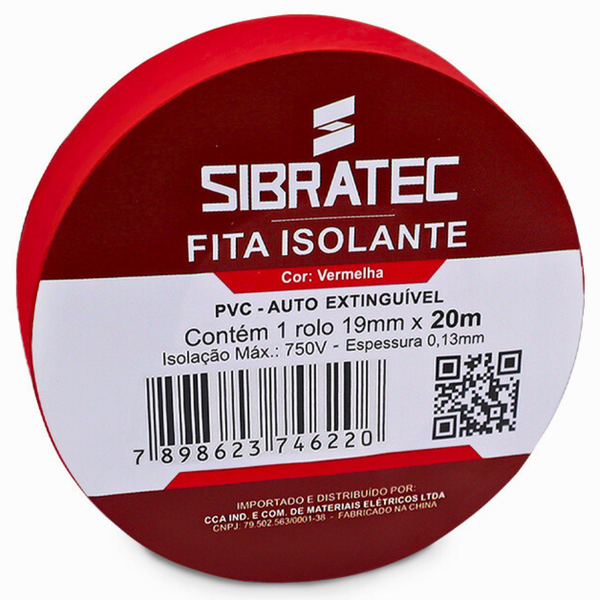 SIBRATEC
FITA ISOLANTE
Cor: Vermelha
PVC - AUTO EXTINGUÍVEL
Contém 1 rolo 19mm x 20m
Isolação Máx.: 750V - Espessura 0,13mm
7 898623 746220
IMPORTADO E DISTRIBUÍDO POR:
CCA IND. E COM. DE MATERIAIS ELÉTRICOS LTDA
CNPJ: 79.502.563/0001-38 - FABRICADO NA CHINA